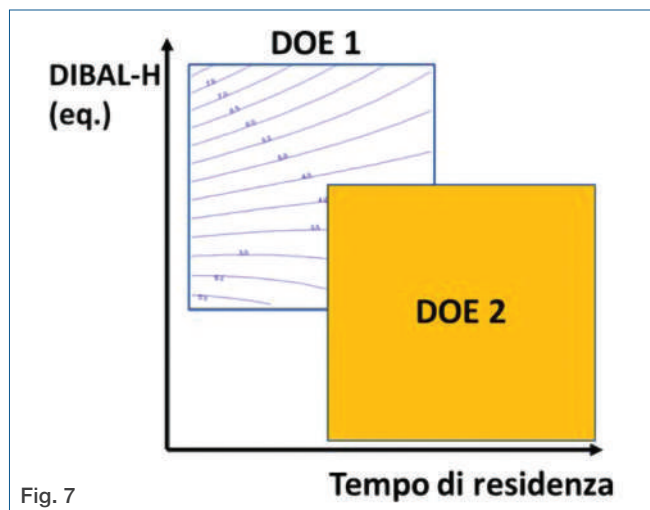 DOE 1
DIBAL-H
(eq.)
DOE 2
Tempo di residenza
Fig. 7